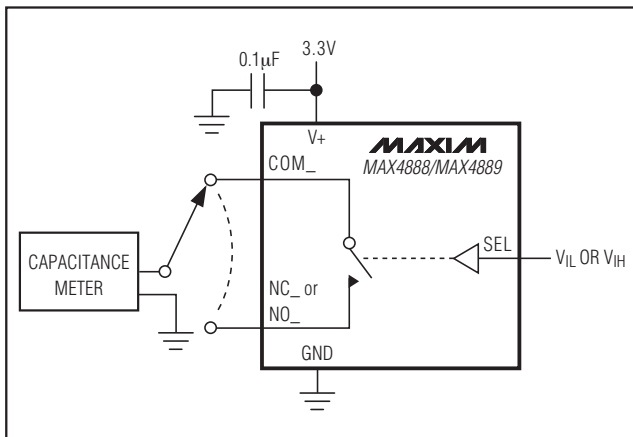 3.3V
0.1μF
V+
MAXIM
MAX4888/MAX4889
COM_
SEL
VIL OR VIH
CAPACITANCE
METER
NC_ or
NO_
GND